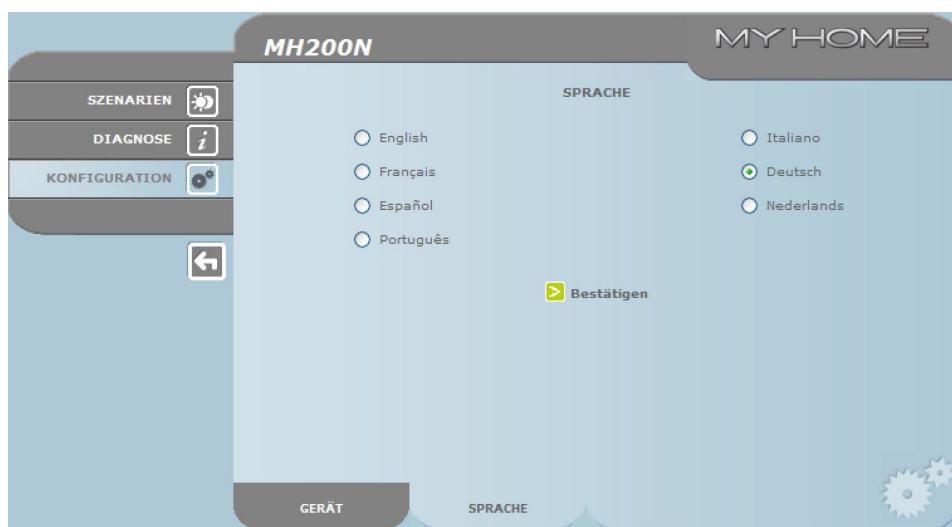 MH200N
MY HOME
SZENARIEN
DIAGNOSE
KONFIGURATION
SPRACHE
English
Français
Español
Português
Italiano
Deutsch
Nederlands
Bestätigen
GERÄT
SPRACHE